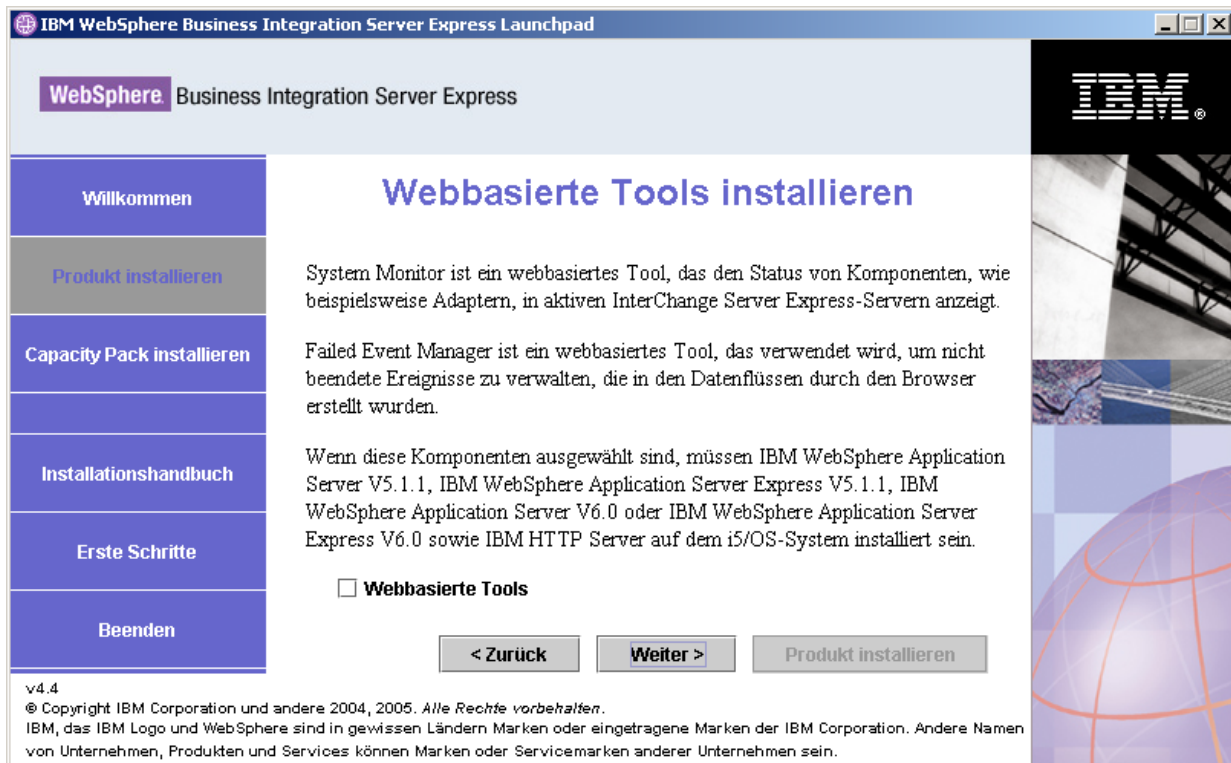 IBM WebSphere Business Integration Server Express Launchpad
WebSphere. Business Integration Server Express
IBM®
Willkommen
Produkt installieren
Capacity Pack installieren
Installationshandbuch
Erste Schritte
Beenden
Webbasierte Tools installieren
System Monitor ist ein webbasiertes Tool, das den Status von Komponenten, wie
beispielsweise Adaptern, in aktiven InterChange Server Express-Servern anzeigt.
Failed Event Manager ist ein webbasiertes Tool, das verwendet wird, um nicht
beendete Ereignisse zu verwalten, die in den Datenflüssen durch den Browser
erstellt wurden.
Wenn diese Komponenten ausgewählt sind, müssen IBM WebSphere Application
Server V5.1.1, IBM WebSphere Application Server Express V5.1.1, IBM
WebSphere Application Server V6.0 oder IBM WebSphere Application Server
Express V6.0 sowie IBM HTTP Server auf dem i5/OS-System installiert sein.
Webbasierte Tools
< Zurück
Weiter >
Produkt installieren
v4.4
© Copyright IBM Corporation und andere 2004, 2005. Alle Rechte vorbehalten.
IBM, das IBM Logo und WebSphere sind in gewissen Ländern Marken oder eingetragene Marken der IBM Corporation. Andere Namen
von Unternehmen, Produkten und Services können Marken oder Servicemarken anderer Unternehmen sein.